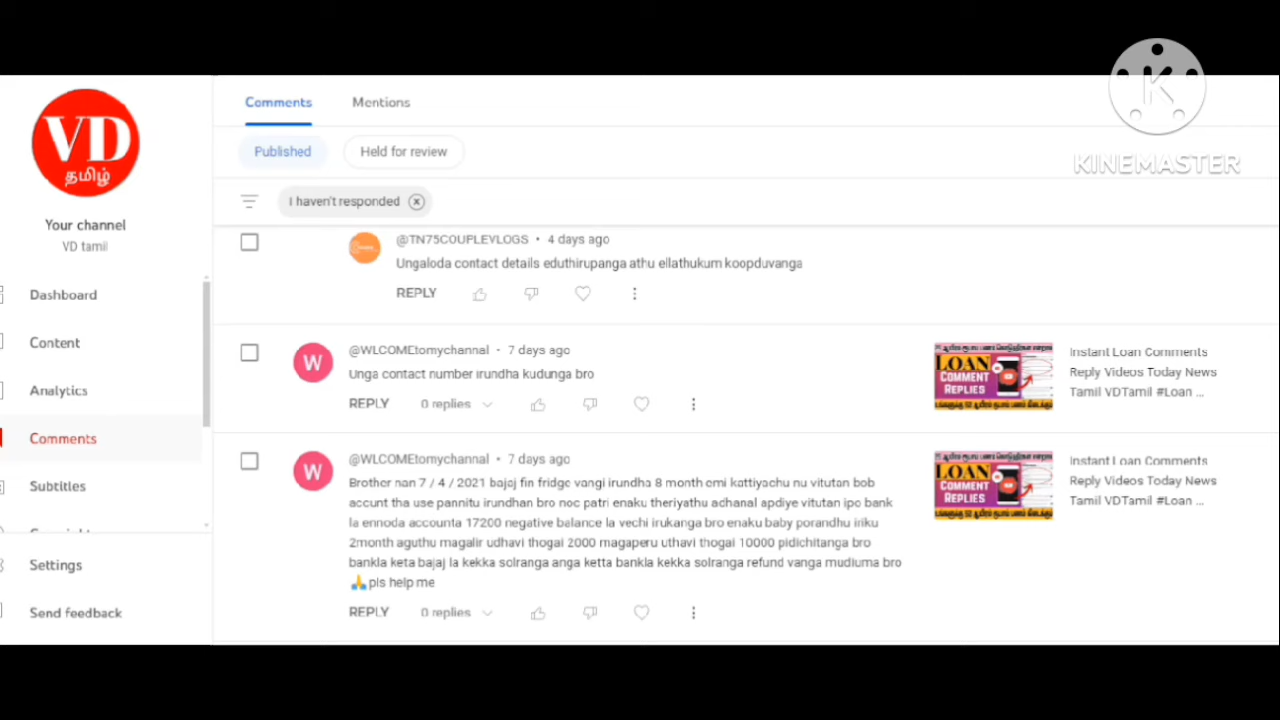 VD
தமிழ்
Your channel
VD tamil
Dashboard
Content
Analytics
Comments
Subtitles
Settings
Send feedback
Comments
Mentions
Published
Held for review
I haven't responded
KINEMASTER
@TN75COUPLEVLOGS • 4 days ago
Ungaloda contact details eduthirupanga athu ellathukum koopduvanga
REPLY
@WLCOMEtomychannal • 7 days ago
Unga contact number irundha kudunga bro
REPLY 0 replies
LOAN
COMMENT
REPLIES
Instant Loan Comments
Reply Videos Today News
Tamil VDTamil #Loan ...
@WLCOMEtomychannal • 7 days ago
Brother nan 7 / 4 / 2021 bajoj fin fridge vangi irundha 8 month emi kattiyachu nu vitutan bob
accunt tha use pannitu irundhan bro noc patri enaku theriyathu adhanal apdiye vitutan ipo bank
la ennoda accounta 17200 negative balance la vechi irukanga bro enaku baby porandhu iriku
2month aguthu magalir udhavi thogai 2000 magaperu uthavi thogai 10000 pidichitanga bro
bankla keta bajaj la kekka solranga anga ketta bankla kekka solranga refund vanga mudiuma bro
🙏pls help me
REPLY 0 replies
LOAN
COMMENT
REPLIES
Instant Loan Comments
Reply Videos Today News
Tamil VDTamil #Loan ...